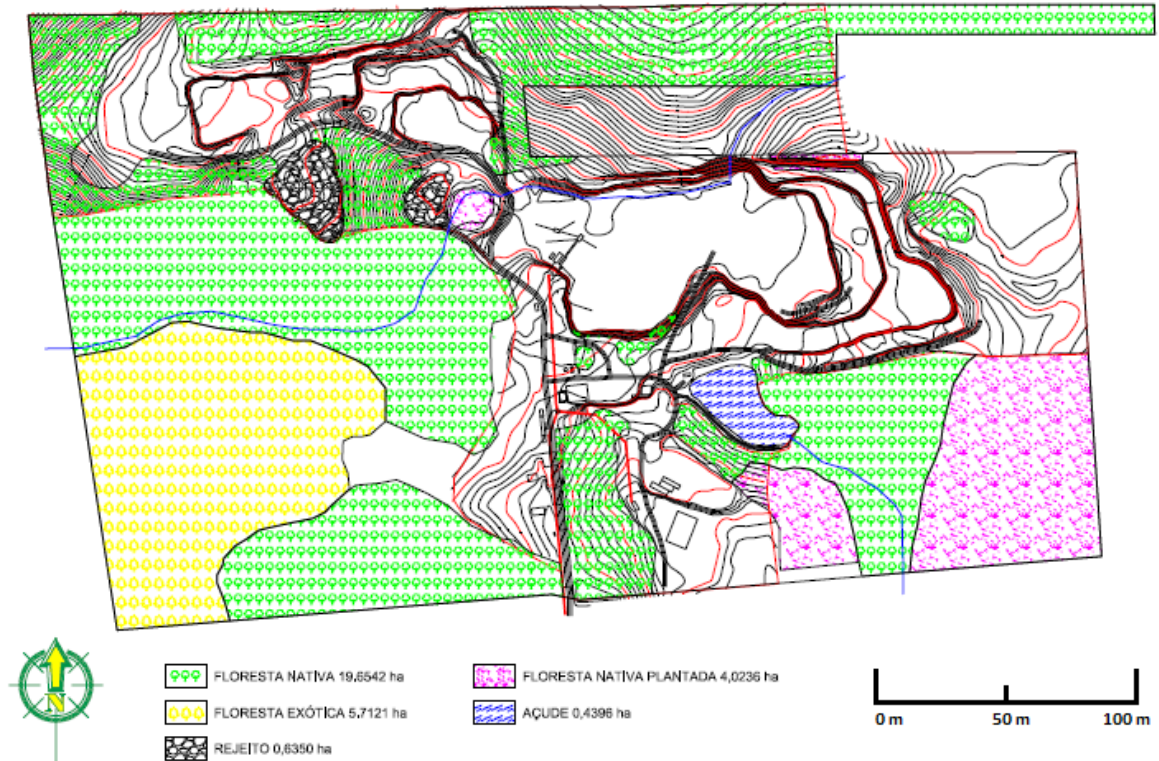 N
FLORESTA NATIVA 19.6542 ha
FLORESTA NATIVA PLANTADA 4,0236 ha
FLORESTA EXÓTICA 5.7121 ha
AÇUDE 0,4396 ha
REJEITO 0,6350 ha
0 m 50 m 100 m